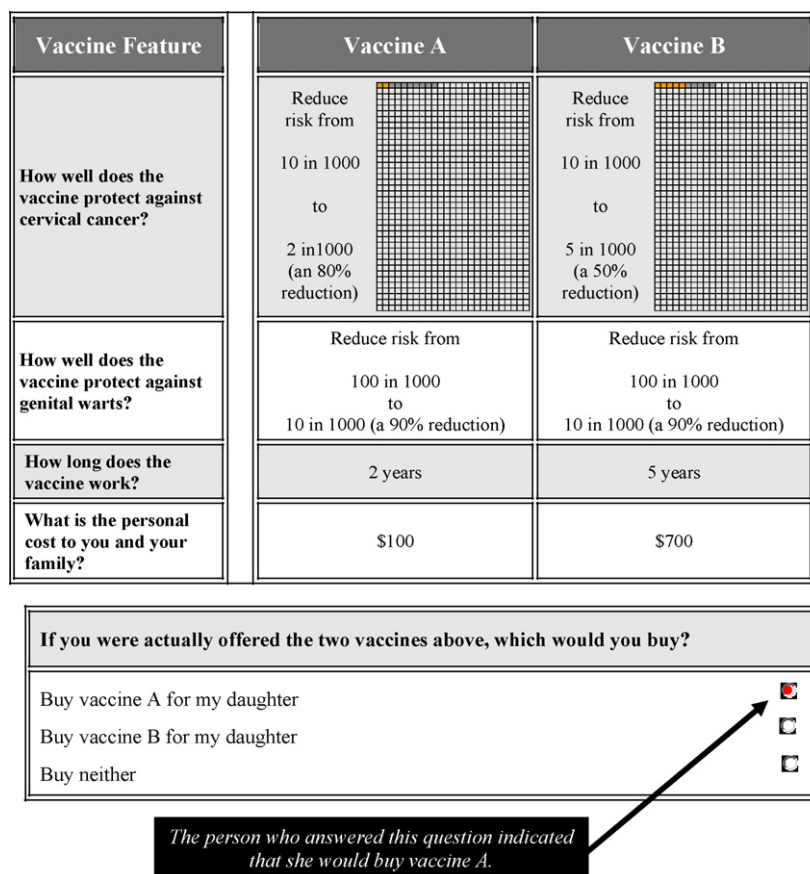 Vaccine Feature
Vaccine A
Vaccine B
How well does the
vaccine protect against
cervical cancer?
Reduce
risk from
10 in 1000
to
2 in1000
(an 80%
reduction)
Reduce
risk from
10 in 1000
to
5 in 1000
(a 50%
reduction)
How well does the
vaccine protect against
genital warts?
Reduce risk from
100 in 1000
to
10 in 1000 (a 90% reduction)
Reduce risk from
100 in 1000
to
10 in 1000 (a 90% reduction)
How long does the
vaccine work?
2 years
5 years
What is the personal
cost to you and your
family?
$100
$700
If you were actually offered the two vaccines above, which would you buy?
Buy vaccine A for my daughter
Buy vaccine B for my daughter
Buy neither
The person who answered this question indicated
that she would buy vaccine A.